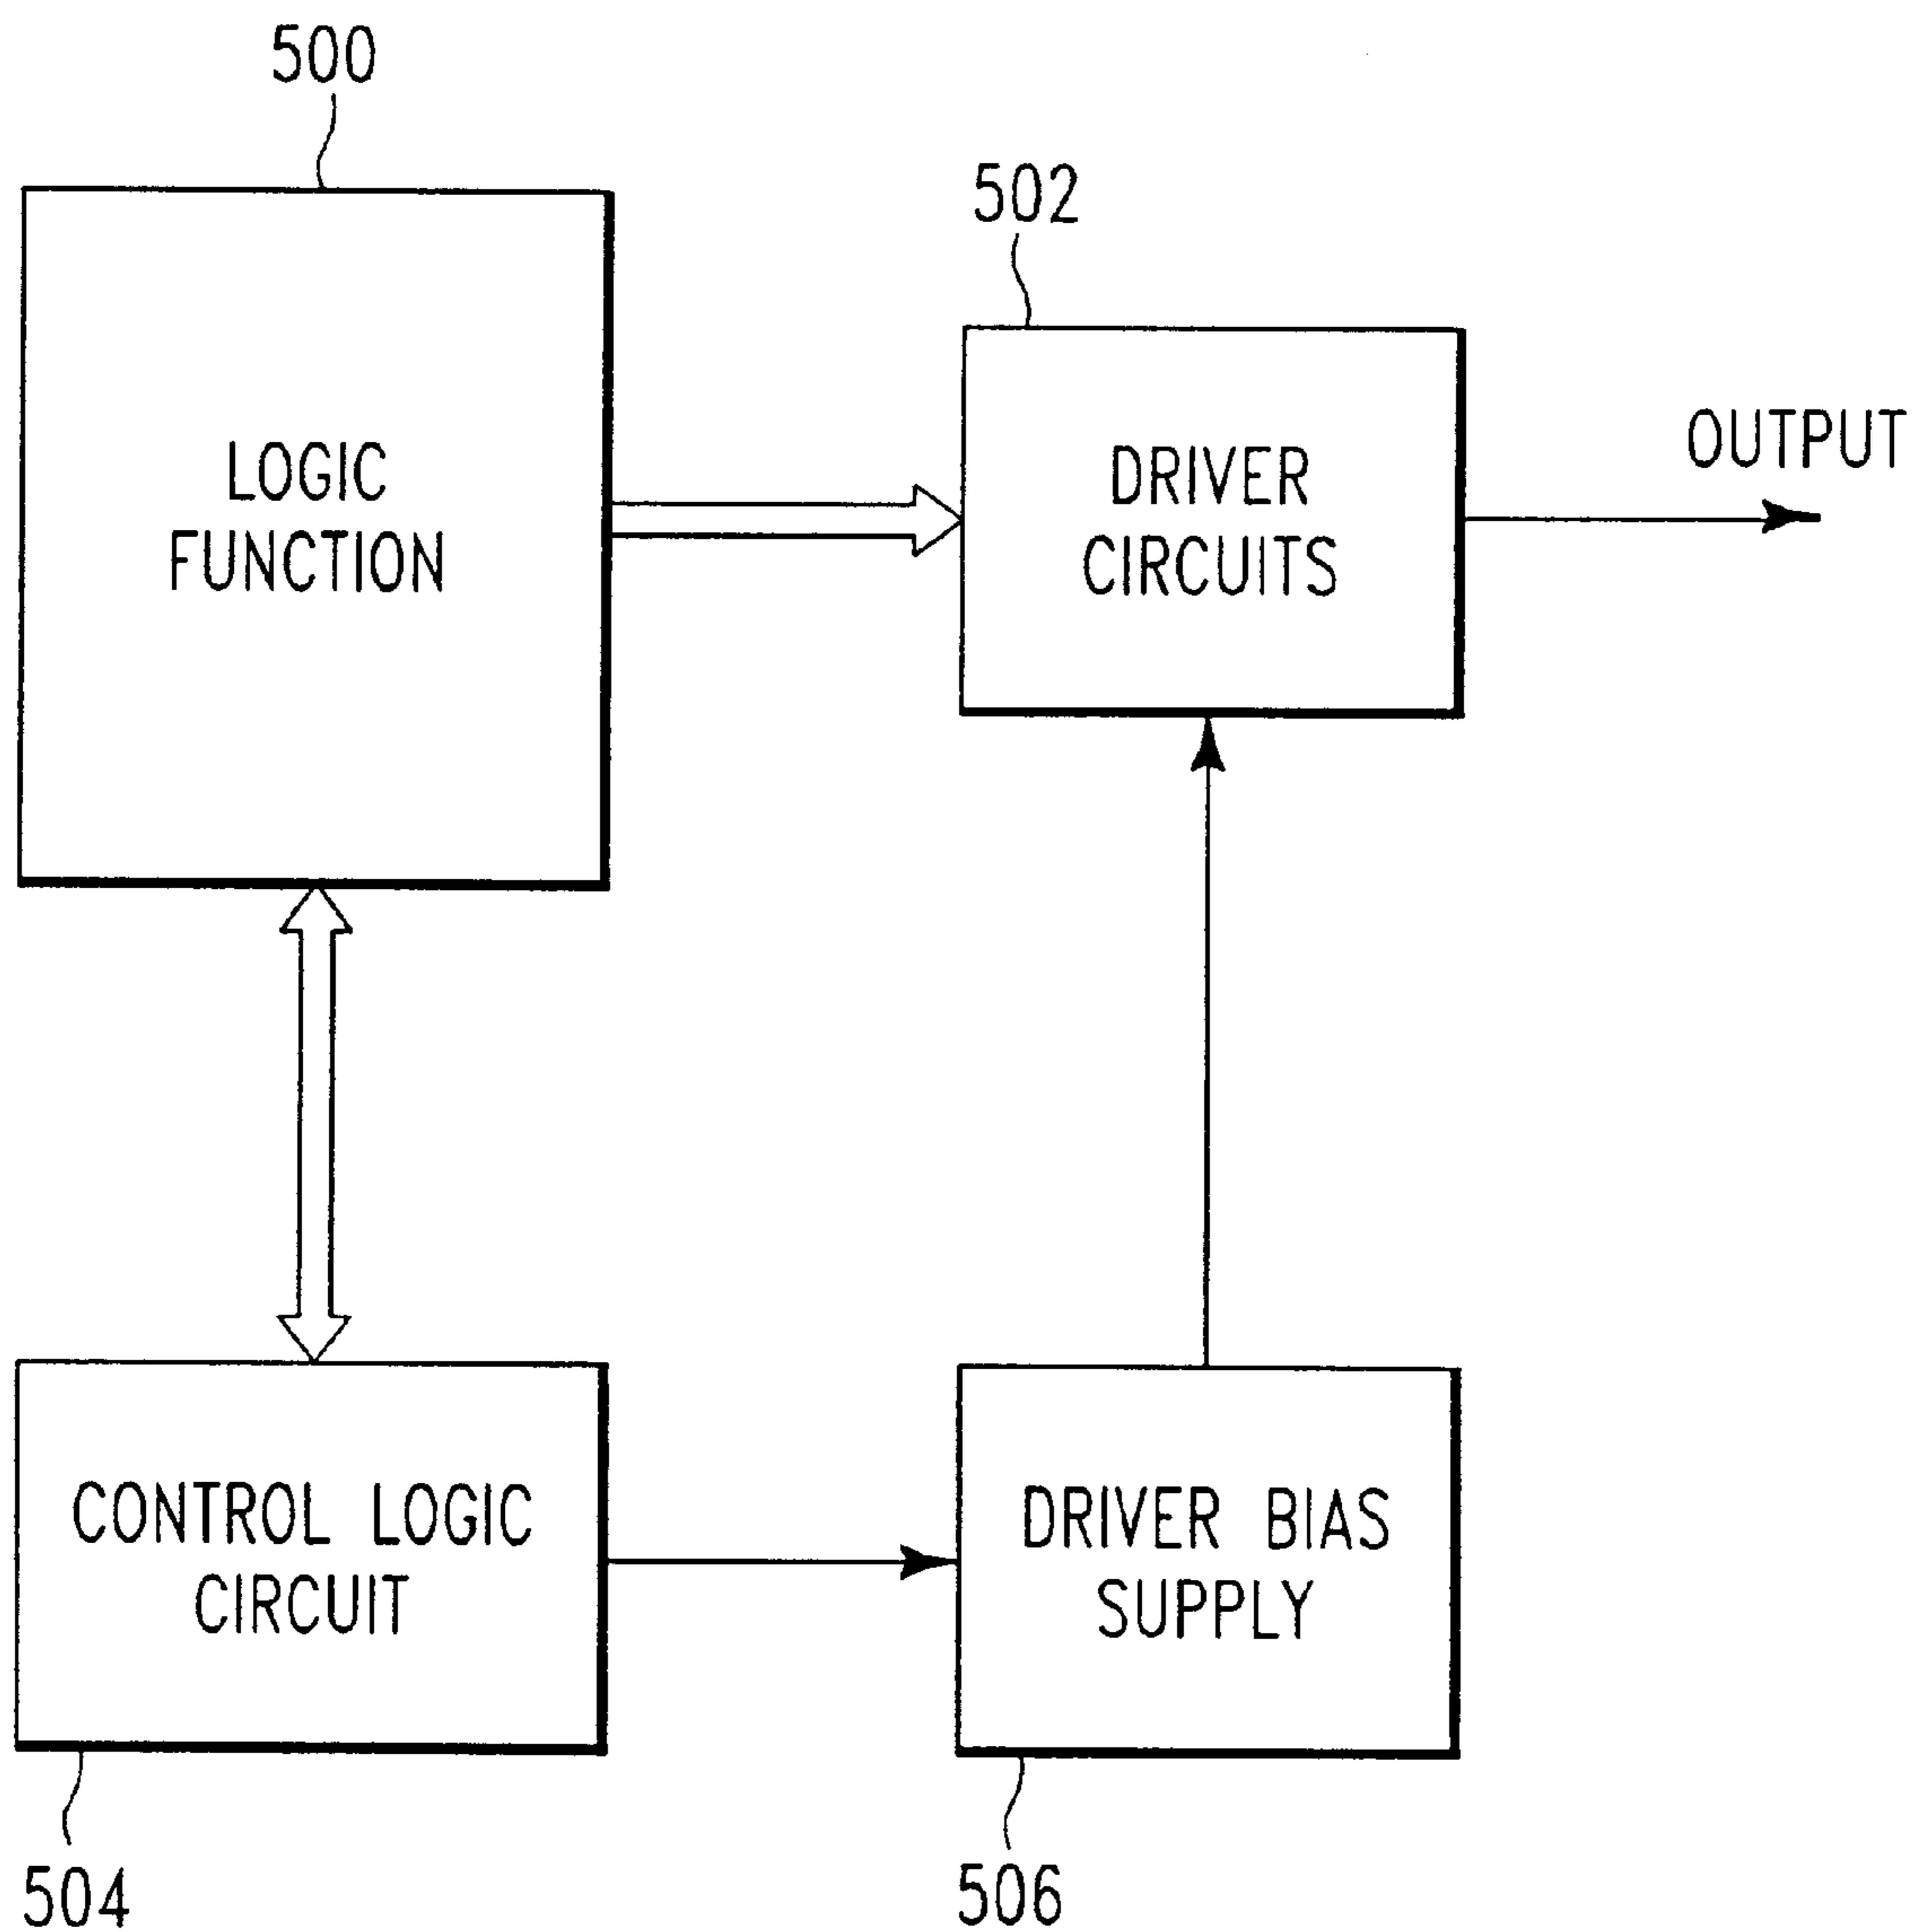 500
502
LOGIC
FUNCTION
DRIVER
CIRCUITS
OUTPUT
CONTROL LOGIC
CIRCUIT
DRIVER BIAS
SUPPLY
504
506